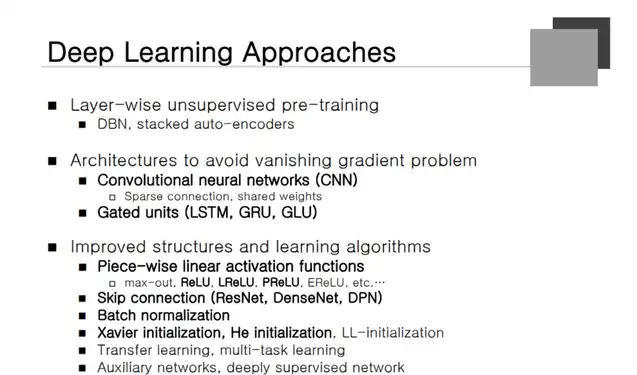 Deep Learning Approaches
■ Layer-wise unsupervised pre-training
■ DBN, stacked auto-encoders
■ Architectures to avoid vanishing gradient problem
■ Convolutional neural networks (CNN)
□ Sparse connection, shared weights
■ Gated units (LSTM, GRU, GLU)
■ Improved structures and learning algorithms
■ Piece-wise linear activation functions
□ max-out, ReLU, LReLU, PReLU, EReLU, etc.…
■ Skip connection (ResNet, DenseNet, DPN)
■ Batch normalization
■ Xavier initialization, He initialization, LL-initialization
■ Transfer learning, multi-task learning
■ Auxiliary networks, deeply supervised network